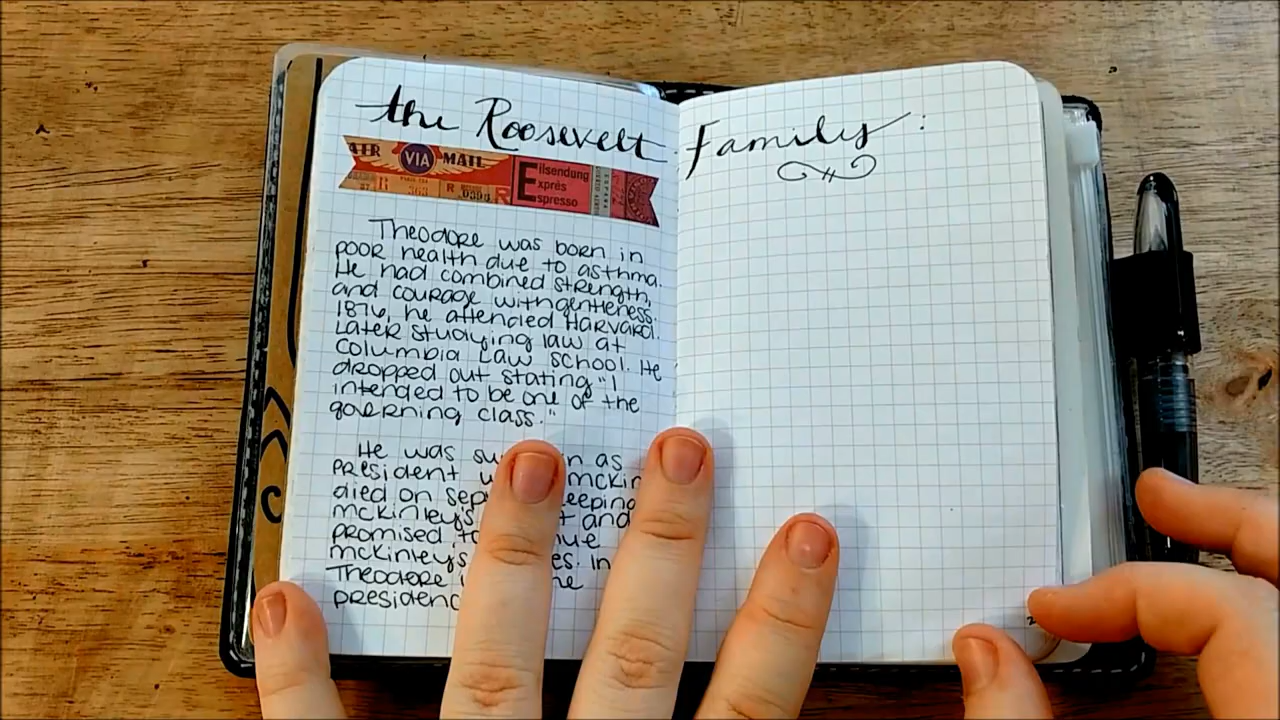 the Roosevelt Family:
AIR VIA MAIL
Eilsendung
Exprés
Espresso
Theodore was born in
poor health due to asthma.
He had combined strength,
and courage with gentleness.
1876, he attended Harvard.
Later studying law at
Columbia Law School. He
dropped out stating "I
intended to be one of the
governing class."
He was in as
president
died on
mckinley's and
promised
mckinley's In
Theodore